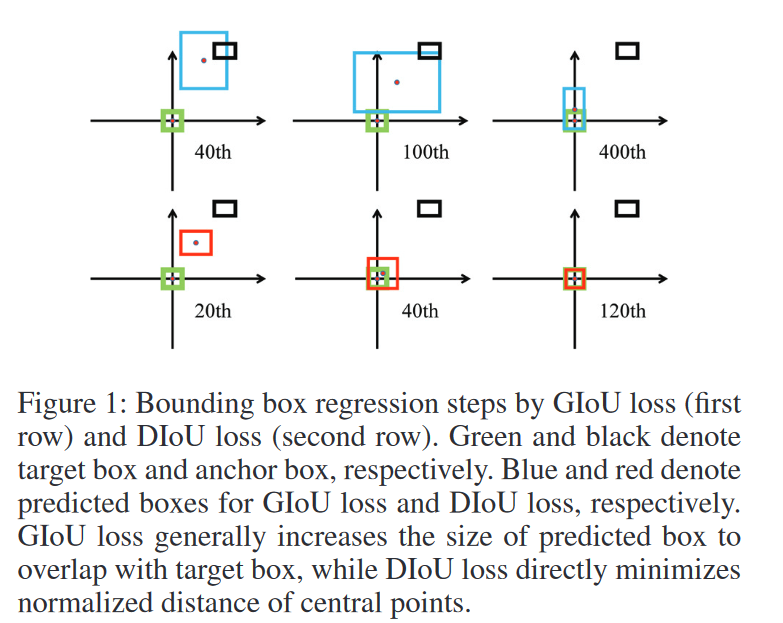 40th
100th
400th
20th
40th
120th
Figure 1: Bounding box regression steps by GIoU loss (first
row) and DIoU loss (second row). Green and black denote
target box and anchor box, respectively. Blue and red denote
predicted boxes for GIoU loss and DIoU loss, respectively.
GIoU loss generally increases the size of predicted box to
overlap with target box, while DIoU loss directly minimizes
normalized distance of central points.